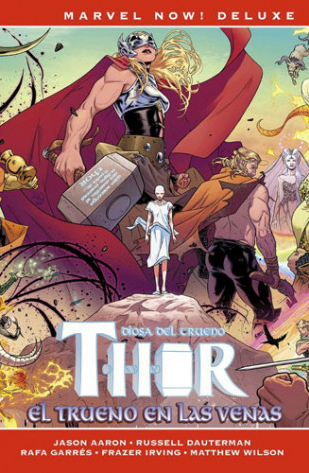 MARVEL NOW! DELUXE
DIOSA DEL TRUENO
THOR
EL TRUENO EN LAS VENAS
JASON AARON • RUSSELL DAUTERMAN
RAFA GARRÉS • FRAZER IRVING • MATTHEW WILSON